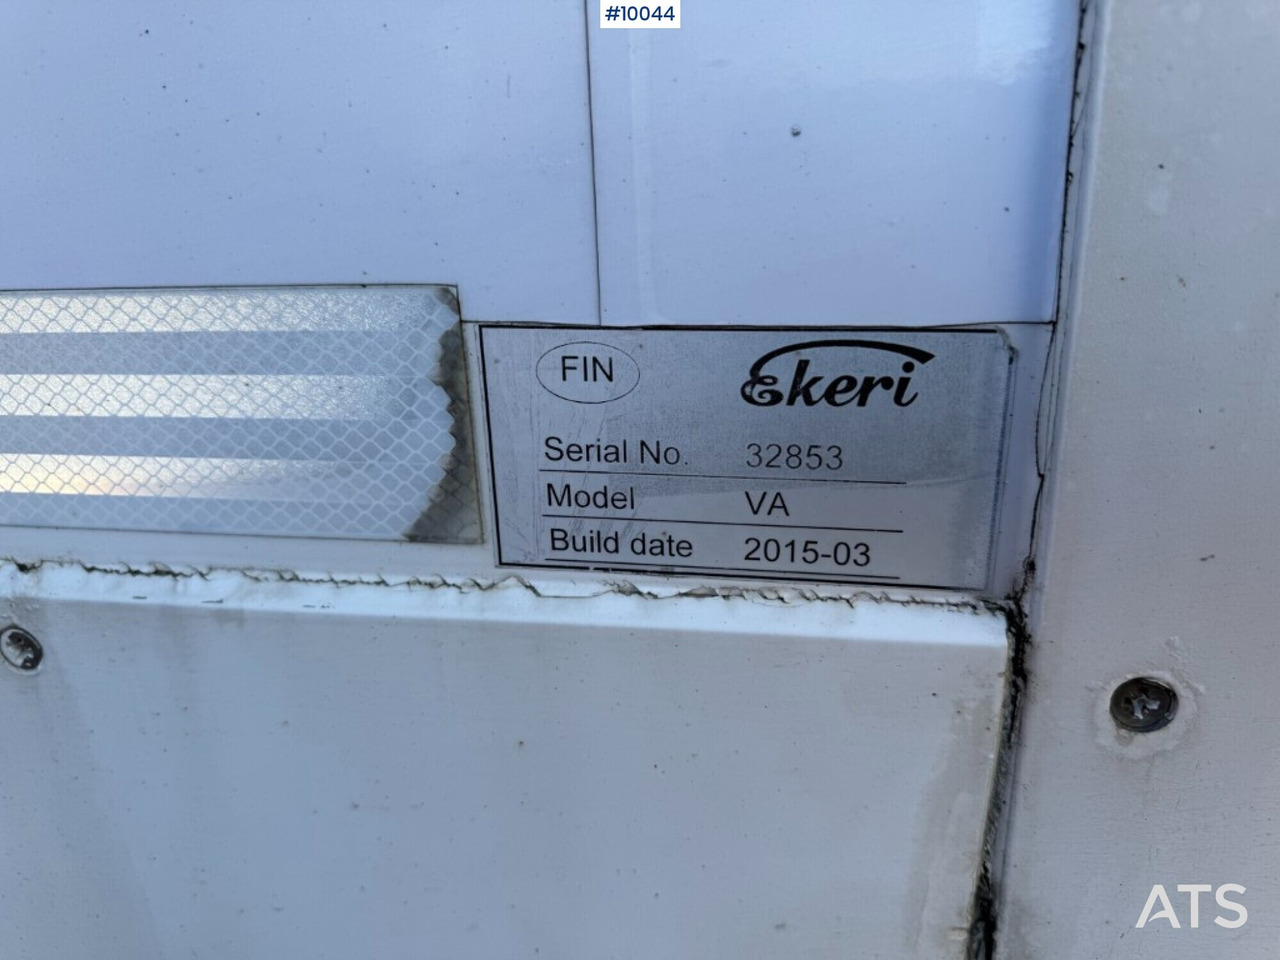 #10044
FIN
Ekeri
Serial No. 32853
Model VA
Build date 2015-03
ATS